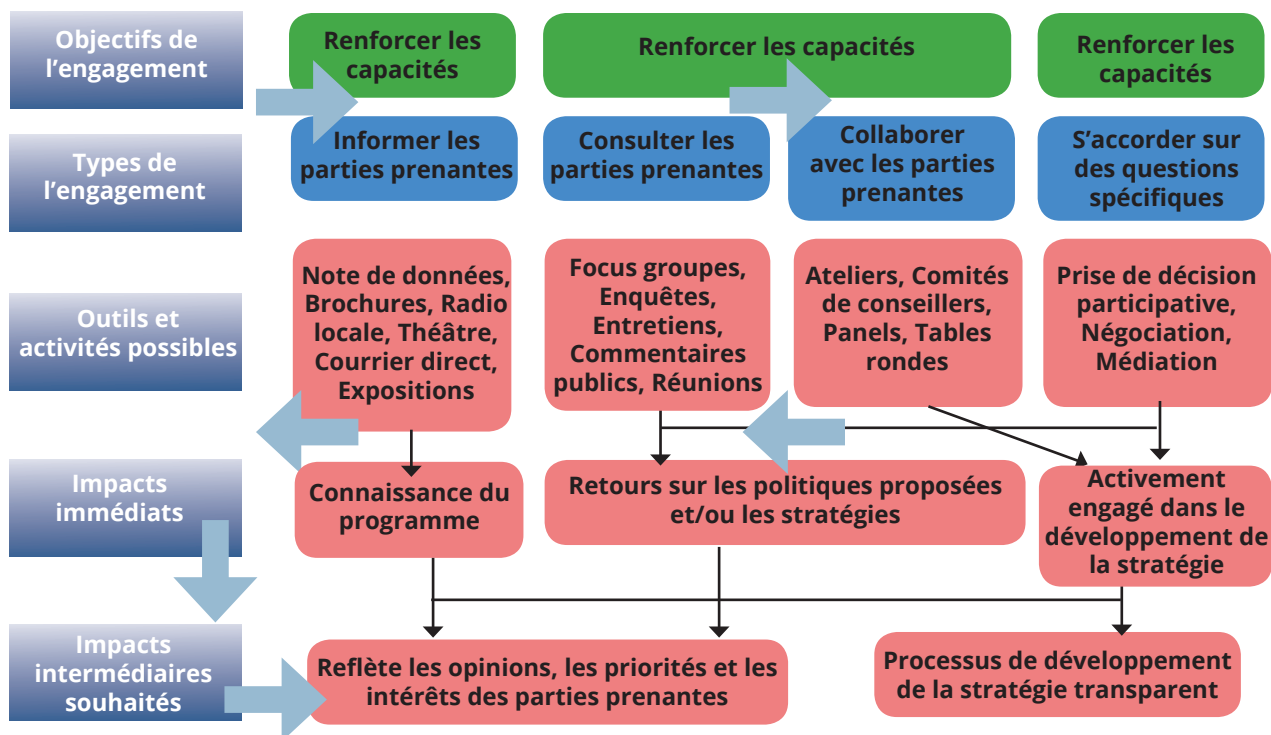 Objectifs de
l’engagement
Renforcer les
capacités
Renforcer les capacités
Renforcer les
capacités
Types de
l’engagement
Informer les
parties prenantes
Consulter les
parties prenantes
Collaborer
avec les parties
prenantes
S’accorder sur
des questions
spécifiques
Outils et
activités possibles
Note de données,
Brochures, Radio
locale, Théâtre,
Courrier direct,
Expositions
Focus groupes,
Enquêtes,
Entretiens,
Commentaires
publics, Réunions
Ateliers, Comités
de conseillers,
Panels, Tables
rondes
Prise de décision
participative,
Négociation,
Médiation
Impacts
immédiats
Connaissance du
programme
Retours sur les politiques proposées
et/ou les stratégies
Activement
engagé dans le
développement de
la stratégie
Impacts
intermédiaires
souhaités
Reflète les opinions, les priorités et les
intérêts des parties prenantes
Processus de développement
de la stratégie transparent